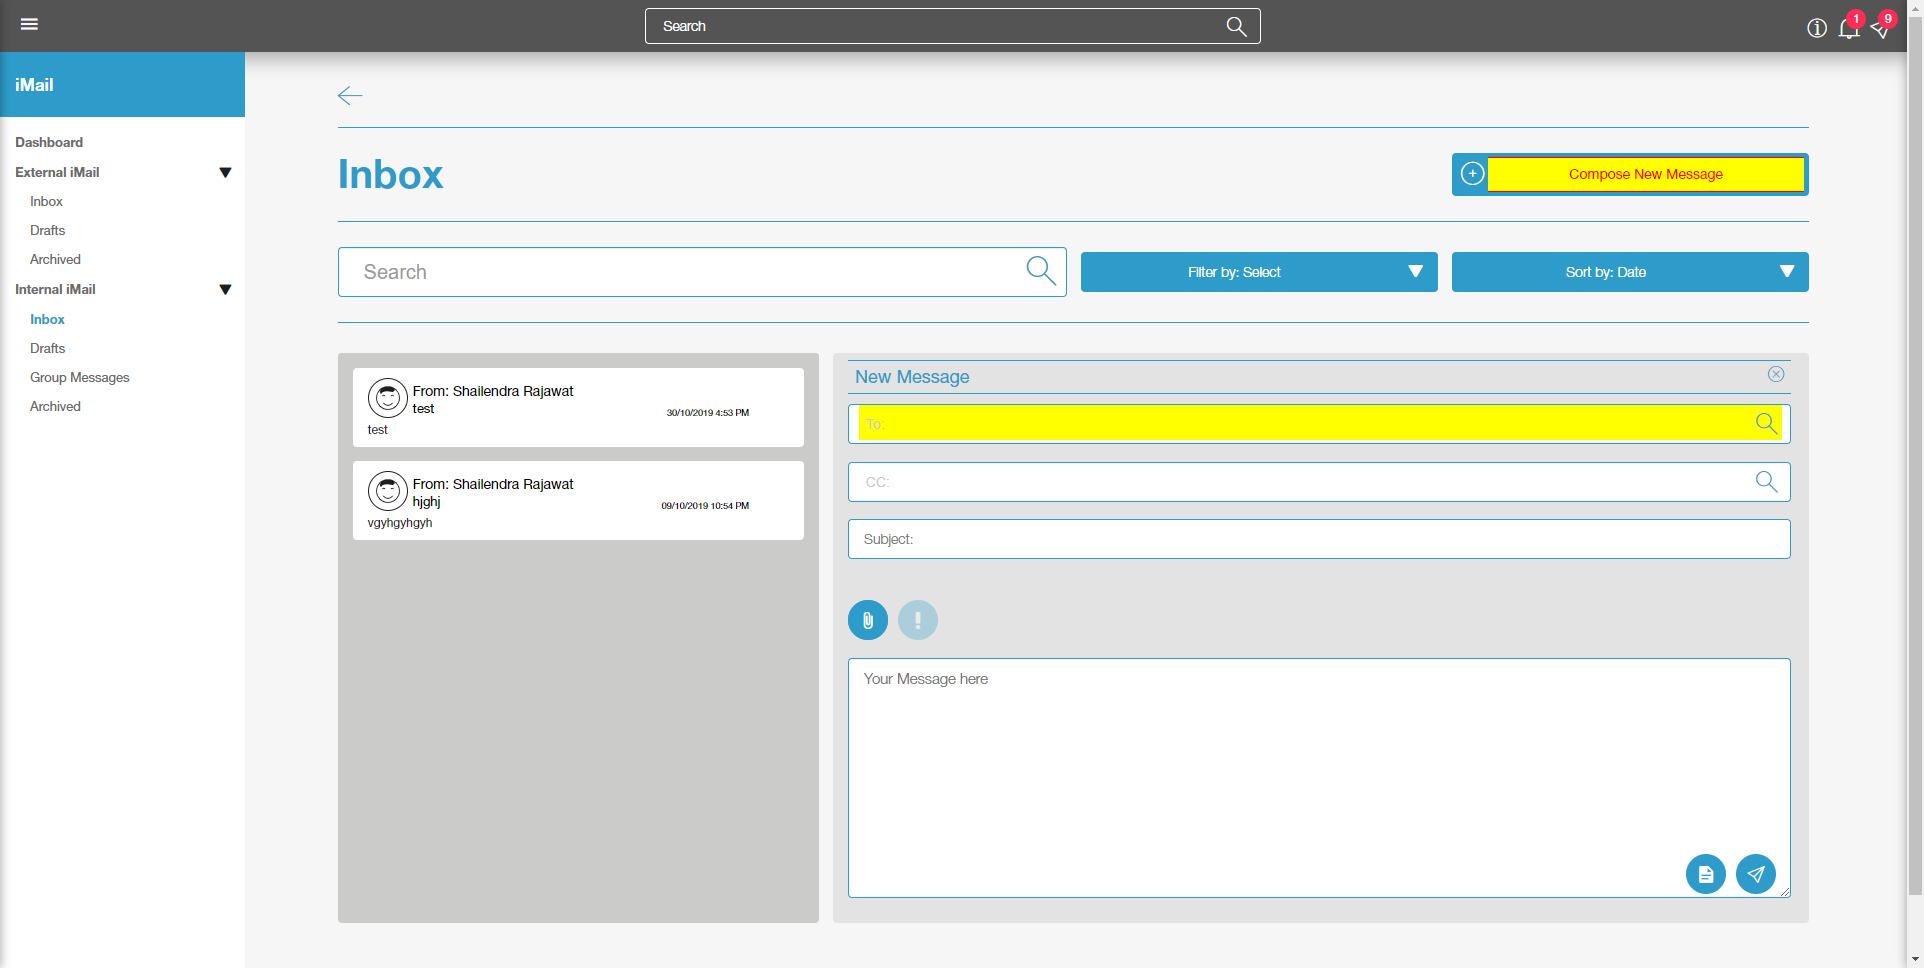 Search
1
9
iMail
Dashboard
External iMail
Inbox
Drafts
Archived
Internal iMail
Inbox
Drafts
Group Messages
Archived
Inbox
Compose New Message
Search
Filter by: Select
Sort by: Date
From: Shailendra Rajawat
test
30/10/2019 4:53 PM
test
From: Shailendra Rajawat
hjghj
09/10/2019 10:54 PM
vgyhgyhgyh
New Message
To:
CC:
Subject:
Your Message here